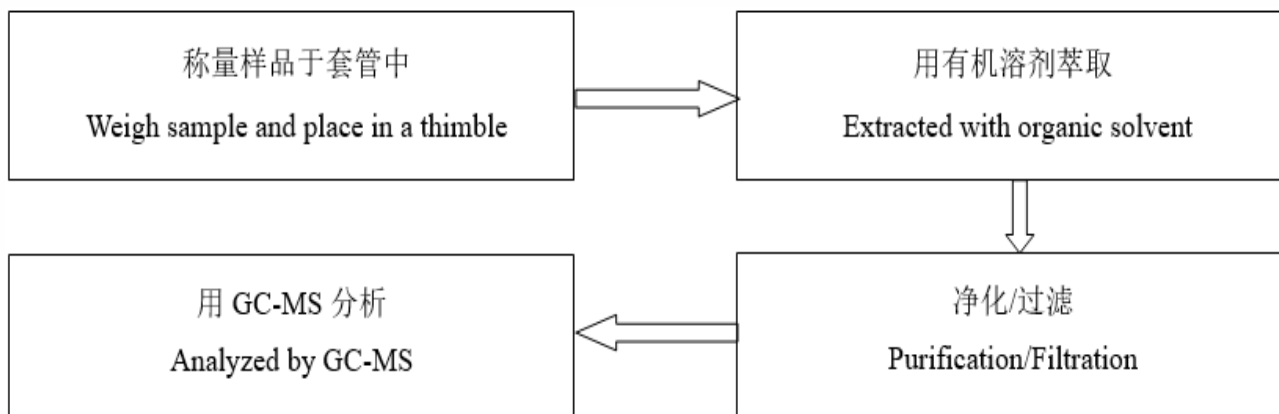 称量样品于套管中
Weigh sample and place in a thimble
用有机溶剂萃取
Extracted with organic solvent
净化/过滤
Purification/Filtration
用 GC-MS 分析
Analyzed by GC-MS